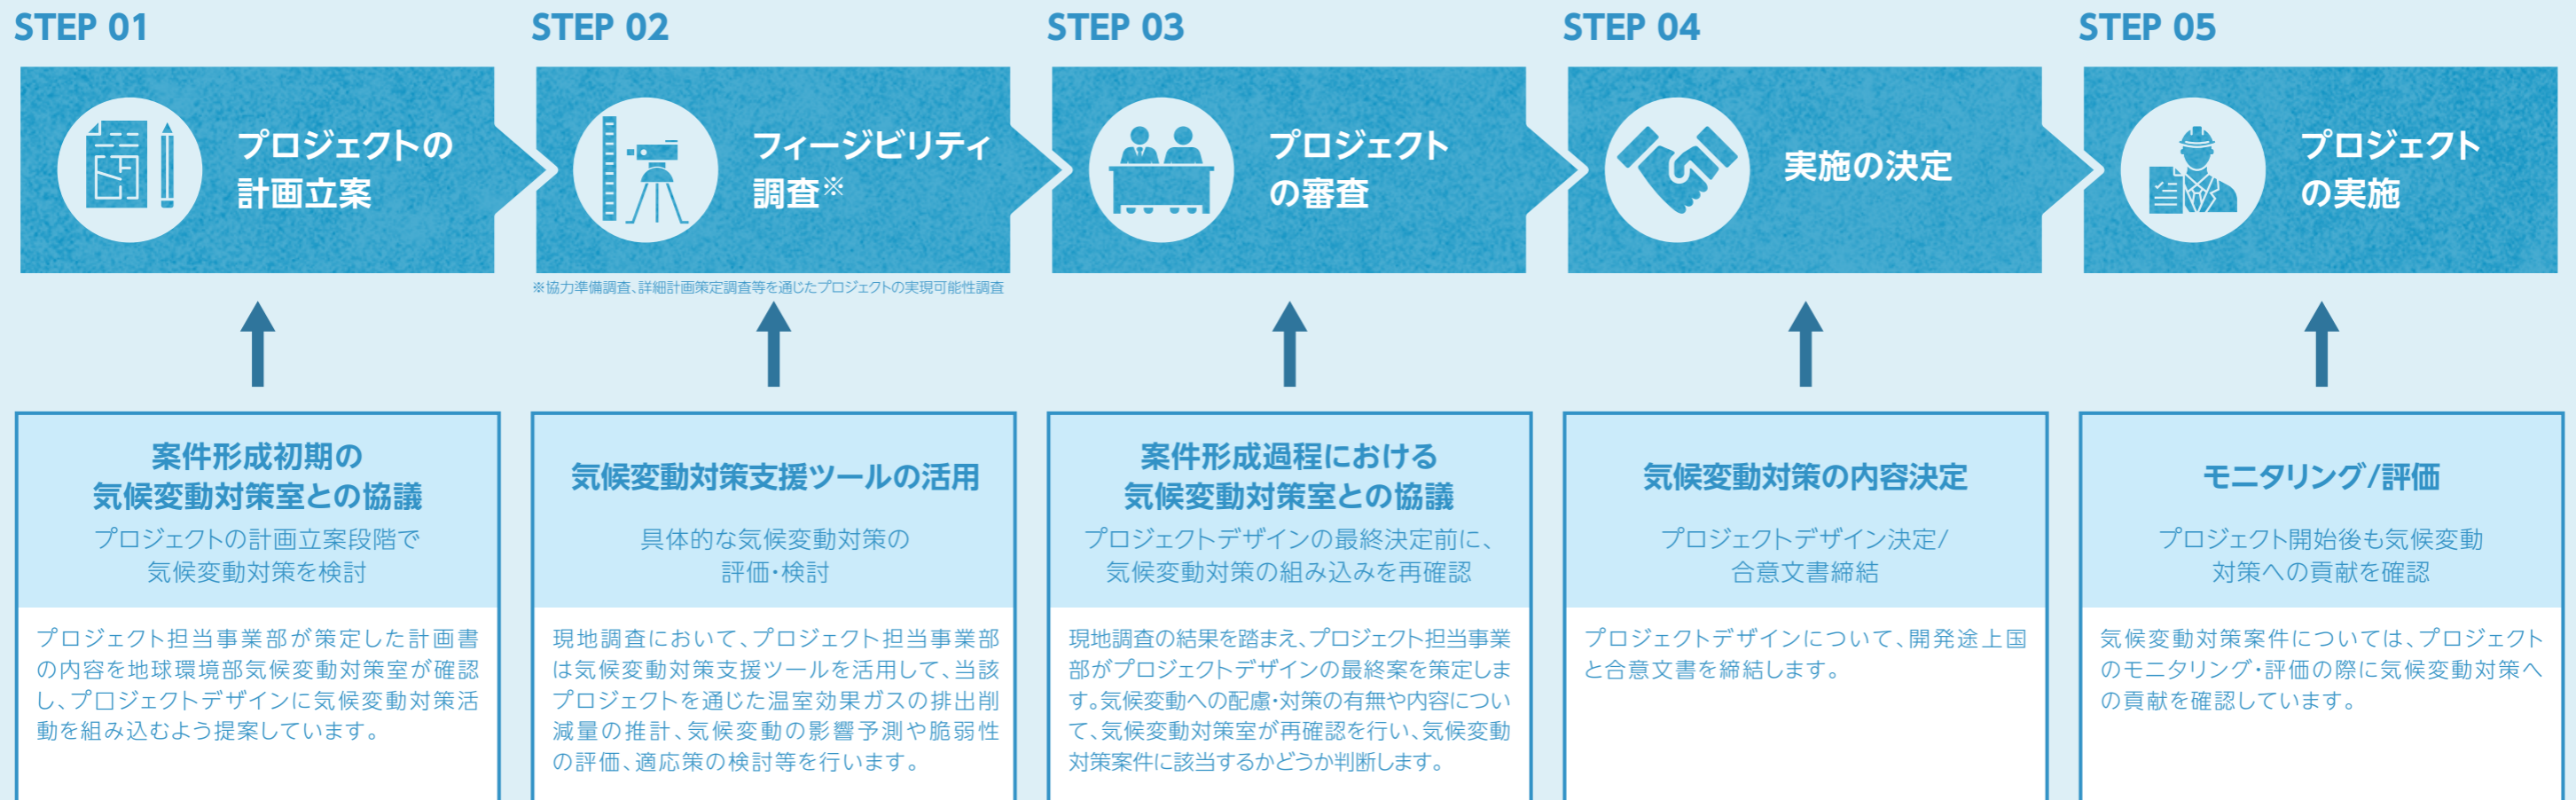 STEP 01
プロジェクトの
計画立案
案件形成初期の
気候変動対策室との協議
プロジェクトの計画立案段階で
気候変動対策を検討
プロジェクト担当事業部が策定した計画書
の内容を地球環境部気候変動対策室が確認
し、プロジェクトデザインに気候変動対策活
動を組み込むよう提案しています。
STEP 02
フィージビリティ
調査※
※協力準備調査、詳細計画策定調査等を通じたプロジェクトの実現可能性調査
気候変動対策支援ツールの活用
具体的な気候変動対策の
評価・検討
現地調査において、プロジェクト担当事業部
は気候変動対策支援ツールを活用して、当該
プロジェクトを通じた温室効果ガスの排出削
減量の推計、気候変動の影響予測や脆弱性
の評価、適応策の検討等を行います。
STEP 03
プロジェクト
の審査
案件形成過程における
気候変動対策室との協議
プロジェクトデザインの最終決定前に、
気候変動対策の組み込みを再確認
現地調査の結果を踏まえ、プロジェクト担当事業
部がプロジェクトデザインの最終案を策定しま
す。気候変動への配慮・対策の有無や内容につい
て、気候変動対策室が再確認を行い、気候変動
対策案件に該当するかどうか判断します。
STEP 04
実施の決定
気候変動対策の内容決定
プロジェクトデザイン決定/
合意文書締結
プロジェクトデザインについて、開発途上国
と合意文書を締結します。
STEP 05
プロジェクト
の実施
モニタリング/評価
プロジェクト開始後も気候変動
対策への貢献を確認
気候変動対策案件については、プロジェクト
のモニタリング・評価の際に気候変動対策へ
の貢献を確認しています。